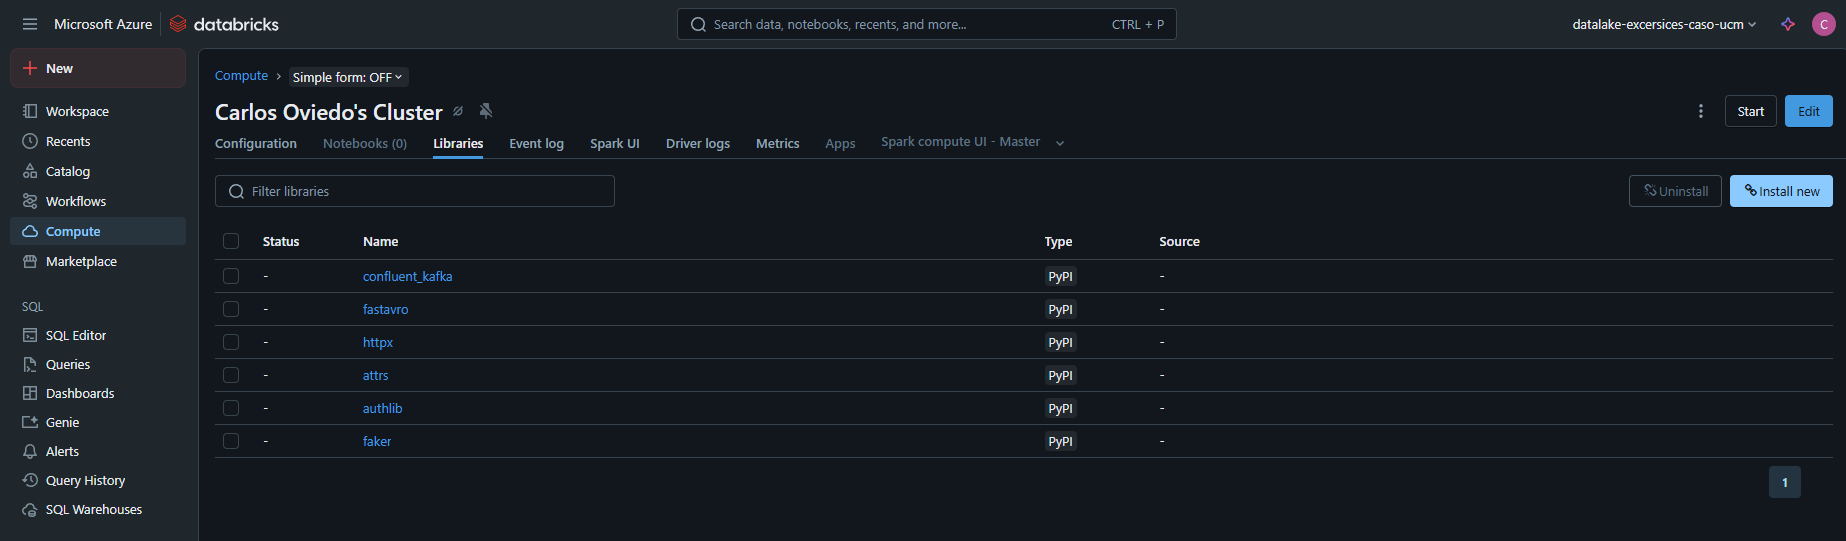 Microsoft Azure databricks
Search data, notebooks, recents, and more... CTRL + P
datalake-excersices-caso-ucm
C
New
Workspace
Recents
Catalog
Workflows
Compute
Marketplace
SQL
SQL Editor
Queries
Dashboards
Genie
Alerts
Query History
SQL Warehouses
Compute > Simple form: OFF
Carlos Oviedo's Cluster
Start
Edit
Configuration Notebooks (0) Libraries Event log Spark UI Driver logs Metrics Apps Spark compute UI - Master
Filter libraries
Uninstall
Install new
Status Name Type Source
- confluent_kafka PyPI -
- fastavro PyPI -
- httpx PyPI -
- attrs PyPI -
- authlib PyPI -
- faker PyPI -
1